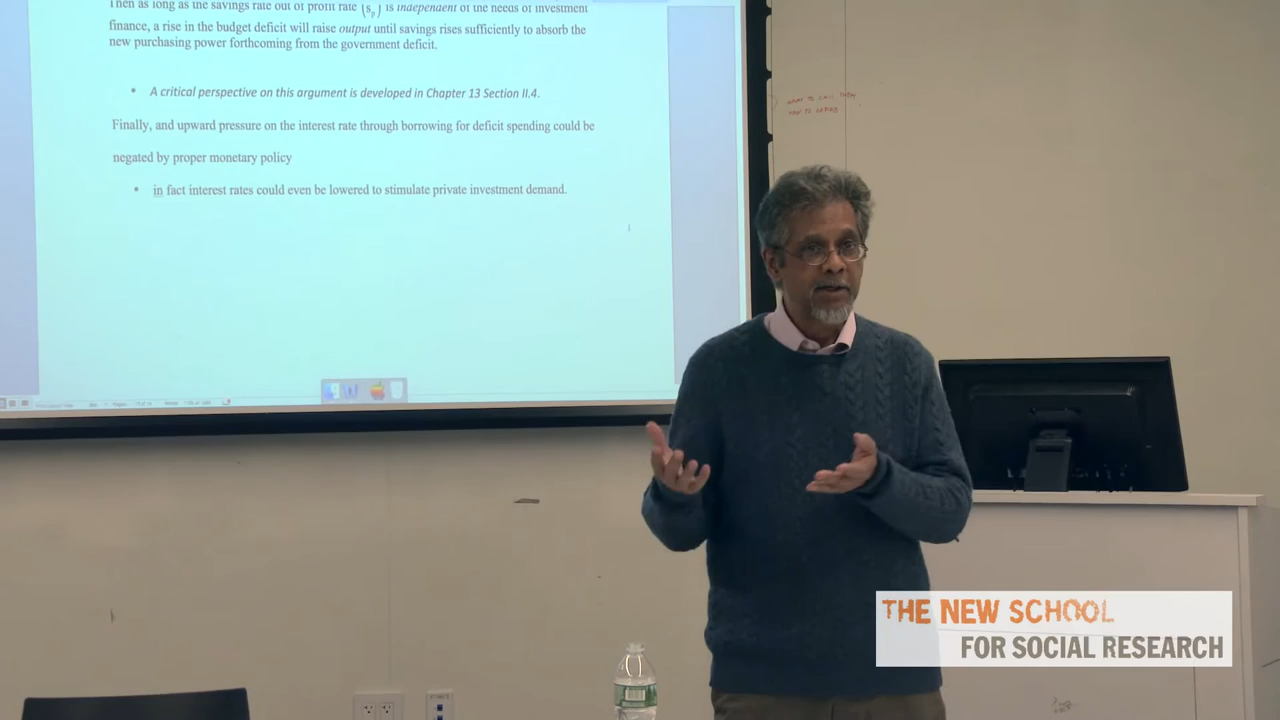 Then as long as the savings rate out of profit rate (sp) is independent of the needs of investment
finance, a rise in the budget deficit will raise output until savings rises sufficiently to absorb the
new purchasing power forthcoming from the government deficit.
• A critical perspective on this argument is developed in Chapter 13 Section II.4.
Finally, and upward pressure on the interest rate through borrowing for deficit spending could be
negated by proper monetary policy
• in fact interest rates could even be lowered to stimulate private investment demand.
THE NEW SCHOOL
FOR SOCIAL RESEARCH